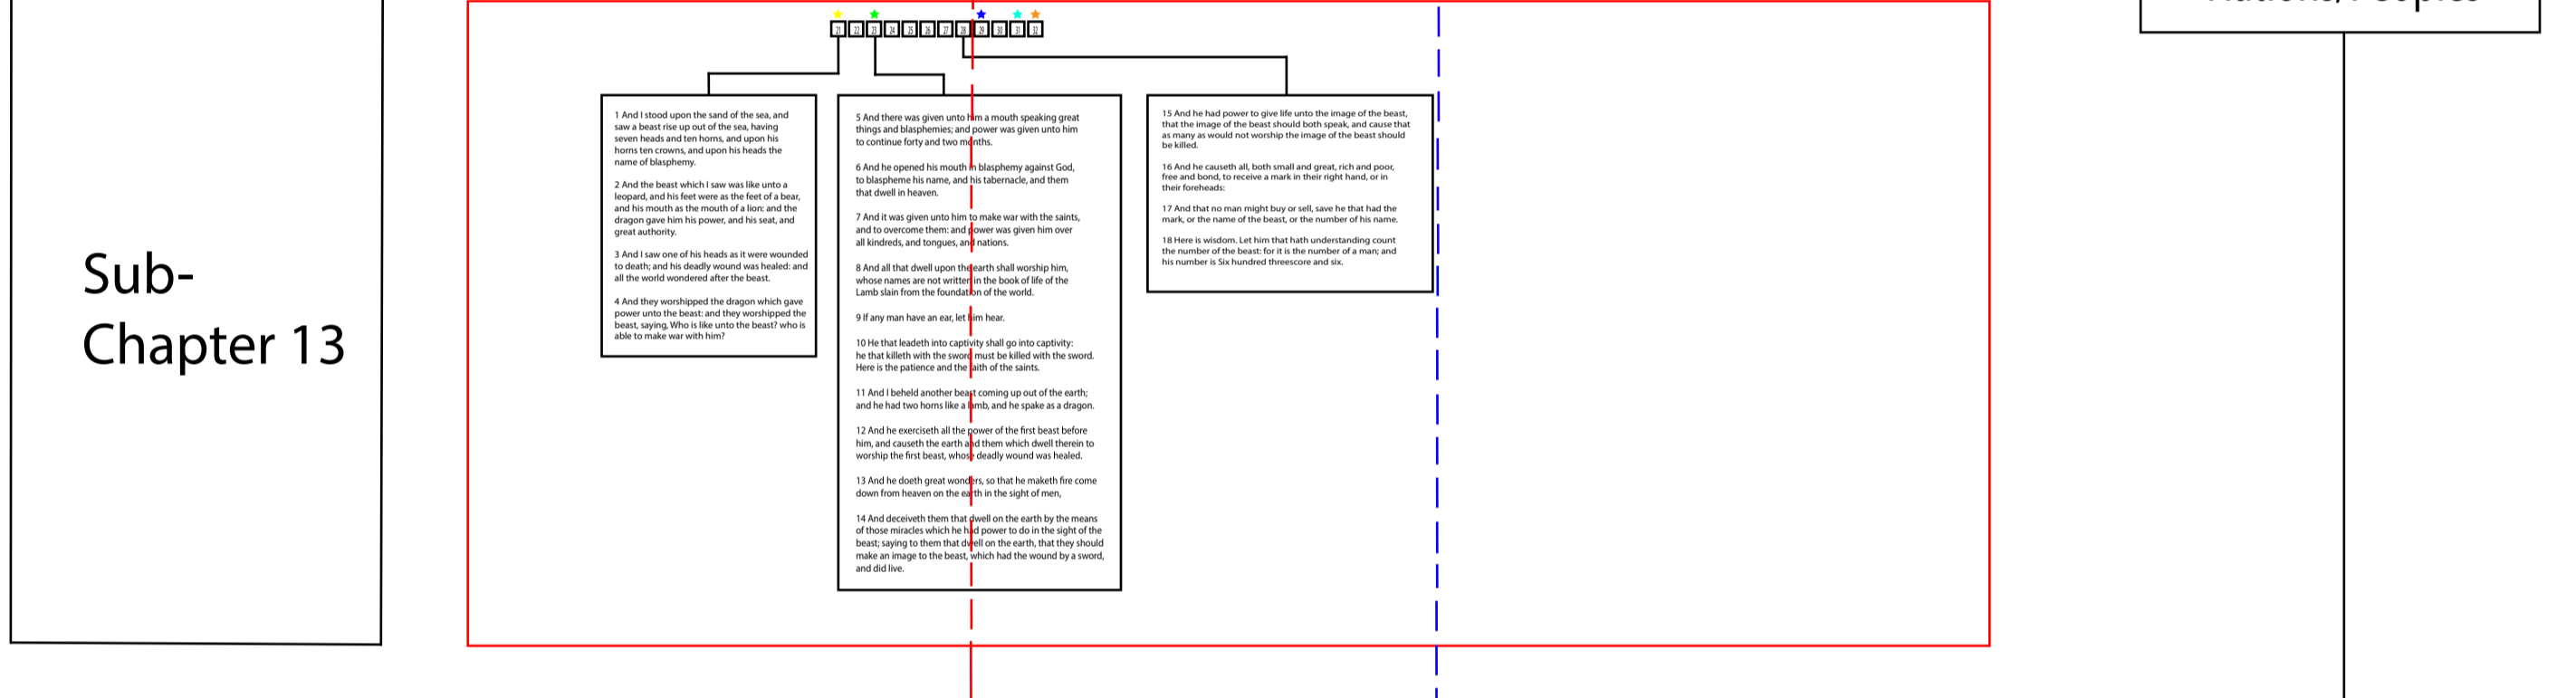 Sub-
Chapter 13
21 22 23 24 25 26 27 28 29 30 31 32
1 And I stood upon the sand of the sea, and
saw a beast rise up out of the sea, having
seven heads and ten horns, and upon his
horns ten crowns, and upon his heads the
name of blasphemy.
2 And the beast which I saw was like unto a
leopard, and his feet were as the feet of a bear,
and his mouth as the mouth of a lion: and the
dragon gave him his power, and his seat, and
great authority.
3 And I saw one of his heads as it were wounded
to death; and his deadly wound was healed: and
all the world wondered after the beast.
4 And they worshipped the dragon which gave
power unto the beast: and they worshipped the
beast, saying, Who is like unto the beast? who is
able to make war with him?
5 And there was given unto him a mouth speaking great
things and blasphemies; and power was given unto him
to continue forty and two months.
6 And he opened his mouth in blasphemy against God,
to blaspheme his name, and his tabernacle, and them
that dwell in heaven.
7 And it was given unto him to make war with the saints,
and to overcome them: and power was given him over
all kindreds, and tongues, and nations.
8 And all that dwell upon the earth shall worship him,
whose names are not written in the book of life of the
Lamb slain from the foundation of the world.
9 If any man have an ear, let him hear.
10 He that leadeth into captivity shall go into captivity:
he that killeth with the sword must be killed with the sword.
Here is the patience and the faith of the saints.
11 And I beheld another beast coming up out of the earth;
and he had two horns like a lamb, and he spake as a dragon.
12 And he exerciseth all the power of the first beast before
him, and causeth the earth and them which dwell therein to
worship the first beast, whose deadly wound was healed.
13 And he doeth great wonders, so that he maketh fire come
down from heaven on the earth in the sight of men,
14 And deceiveth them that dwell on the earth by the means
of those miracles which he had power to do in the sight of the
beast; saying to them that dwell on the earth, that they should
make an image to the beast, which had the wound by a sword,
and did live.
15 And he had power to give life unto the image of the beast,
that the image of the beast should both speak, and cause that
as many as would not worship the image of the beast should
be killed.
16 And he causeth all, both small and great, rich and poor,
free and bond, to receive a mark in their right hand, or in
their foreheads:
17 And that no man might buy or sell, save he that had the
mark, or the name of the beast, or the number of his name.
18 Here is wisdom. Let him that hath understanding count
the number of the beast: for it is the number of a man; and
his number is Six hundred threescore and six.